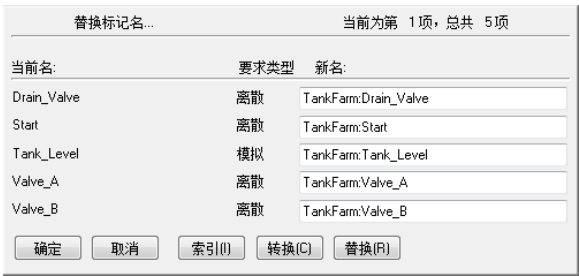 替换标记名... 当前为第 1项，总共 5项
当前名: 要求类型 新名:
Drain_Valve 离散 TankFarm:Drain_Valve
Start 离散 TankFarm:Start
Tank_Level 模拟 TankFarm:Tank_Level
Valve_A 离散 TankFarm:Valve_A
Valve_B 离散 TankFarm:Valve_B
确定 取消 索引(I) 转换(C) 替换(R)